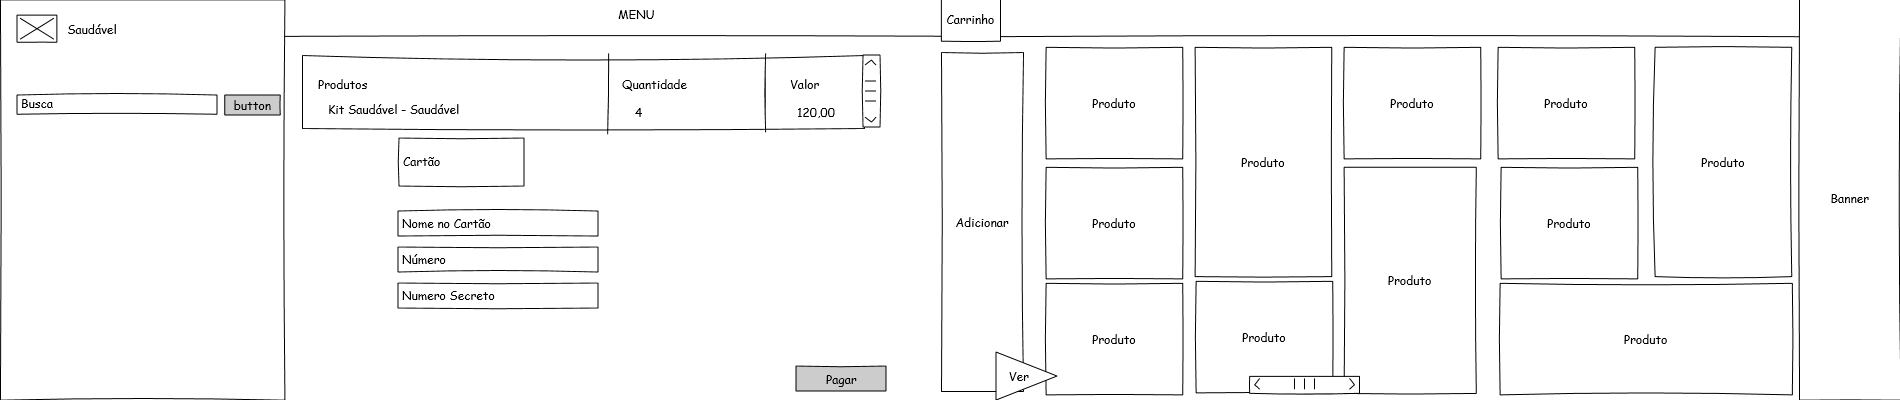 Saudável
Busca
button
MENU
Carrinho
Produtos Quantidade Valor
Kit Saudável - Saudável 4 120,00
Cartão
Nome no Cartão
Número
Numero Secreto
Pagar
Adicionar
Ver
Produto
Produto
Produto
Produto
Produto
Produto
Produto
Produto
Produto
Produto
Produto
Banner